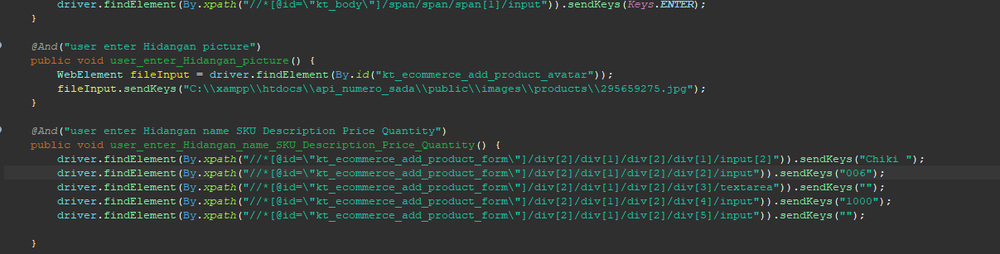 driver.findElement(By.xpath("//*[@id=\"kt_body\"]/span/span/span[1]/input")).sendKeys(Keys.ENTER);
}
@And("user enter Hidangan picture")
public void user_enter_Hidangan_picture() {
WebElement fileInput = driver.findElement(By.id("kt_ecommerce_add_product_avatar"));
fileInput.sendKeys("C:\\xampp\\htdocs\\api_numero_sada\\public\\images\\products\\295659275.jpg");
}
@And("user enter Hidangan name SKU Description Price Quantity")
public void user_enter_Hidangan_name_SKU_Description_Price_Quantity() {
driver.findElement(By.xpath("//*[@id=\"kt_ecommerce_add_product_form\"]/div[2]/div[1]/div[2]/div[1]/input[2]")).sendKeys("Chiki ");
driver.findElement(By.xpath("//*[@id=\"kt_ecommerce_add_product_form\"]/div[2]/div[1]/div[2]/div[2]/input")).sendKeys("006");
driver.findElement(By.xpath("//*[@id=\"kt_ecommerce_add_product_form\"]/div[2]/div[1]/div[2]/div[3]/textarea")).sendKeys("");
driver.findElement(By.xpath("//*[@id=\"kt_ecommerce_add_product_form\"]/div[2]/div[1]/div[2]/div[4]/input")).sendKeys("1000");
driver.findElement(By.xpath("//*[@id=\"kt_ecommerce_add_product_form\"]/div[2]/div[1]/div[2]/div[5]/input")).sendKeys("");
}